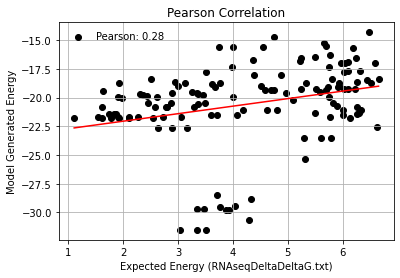 Pearson Correlation
Pearson: 0.28
-15.0
-17.5
-20.0
-22.5
-25.0
-27.5
-30.0
Model Generated Energy
1 2 3 4 5 6
Expected Energy (RNAseqDeltaDeltaG.txt)